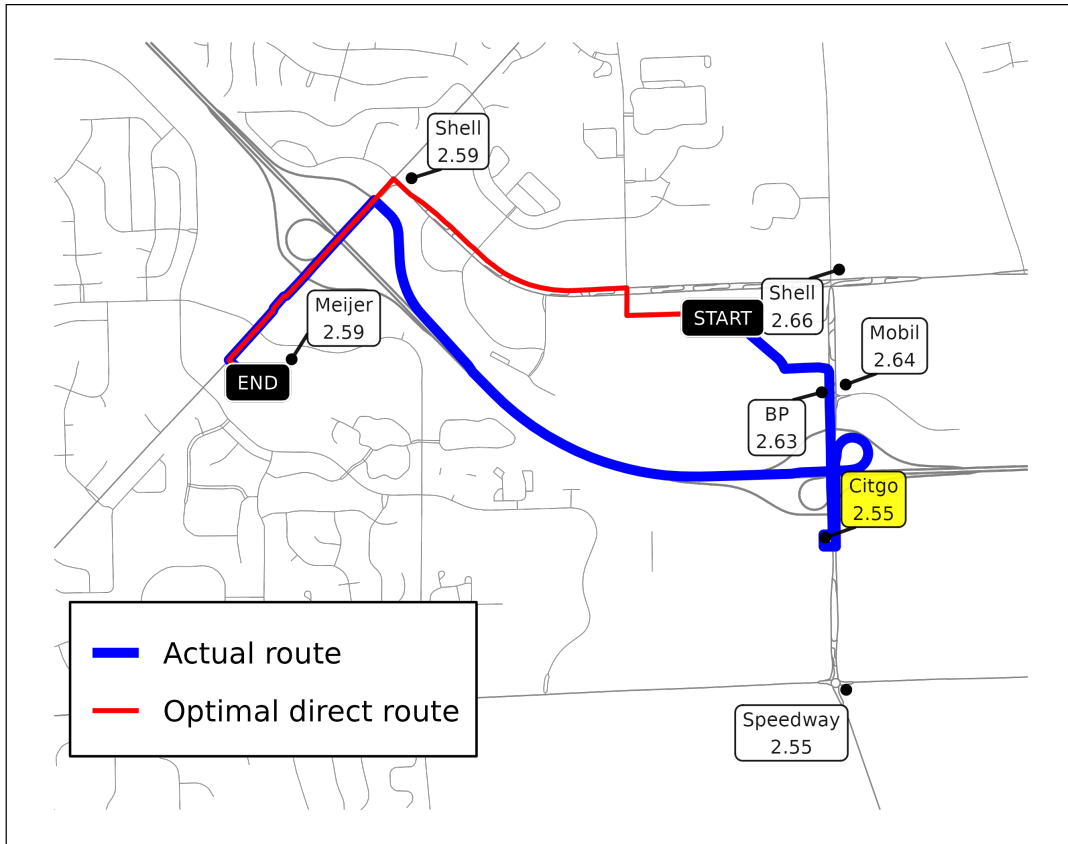 Shell
2.59
Meijer
2.59
START
Shell
2.66
Mobil
2.64
END
BP
2.63
Citgo
2.55
Actual route
Optimal direct route
Speedway
2.55